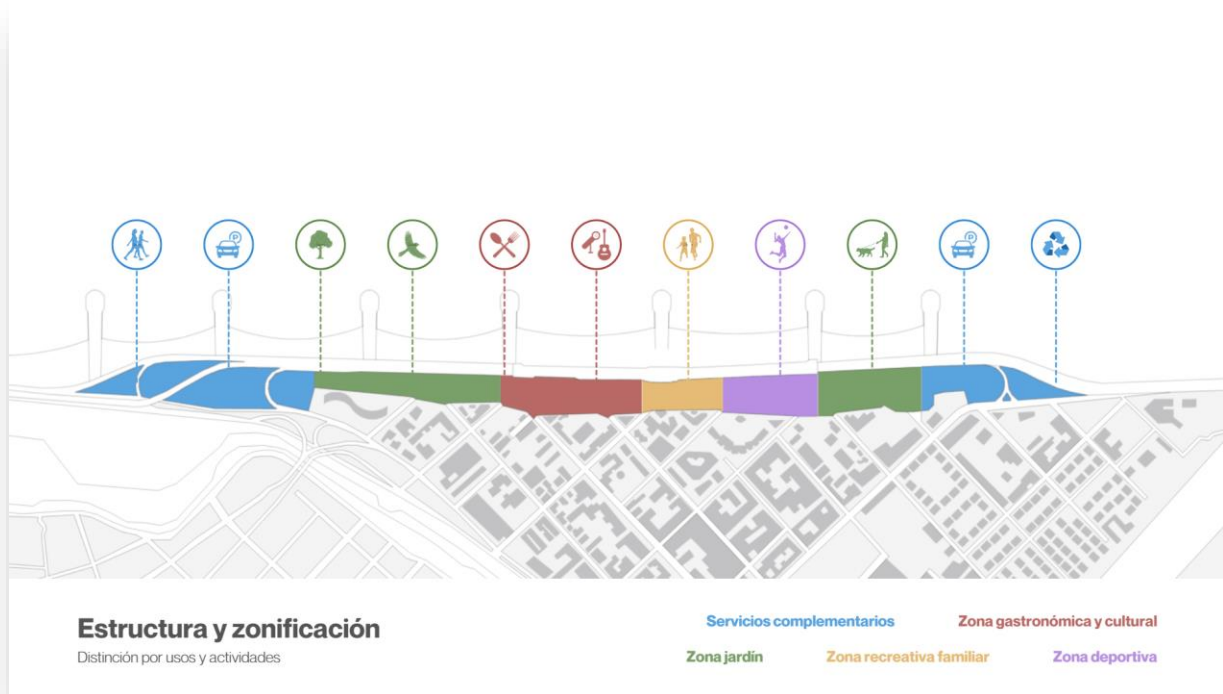 P
P
Estructura y zonificación
Distinción por usos y actividades
Servicios complementarios
Zona gastronómica y cultural
Zona jardín
Zona recreativa familiar
Zona deportiva